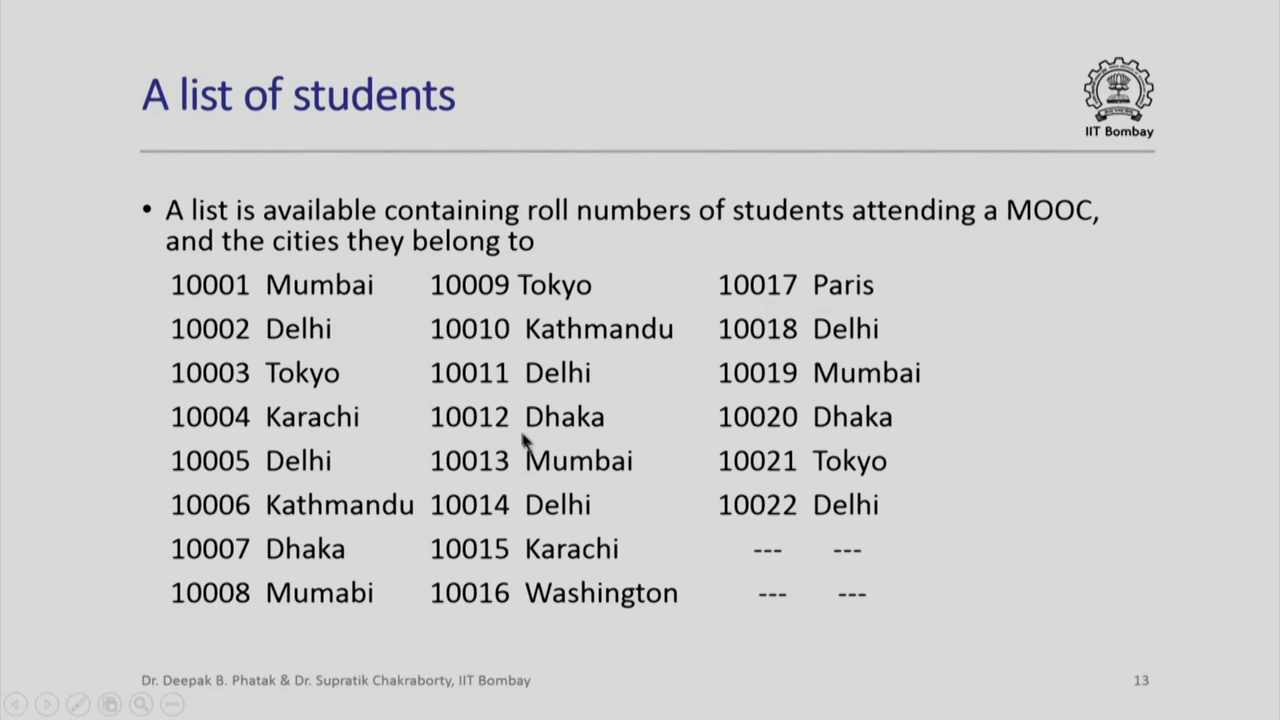 A list of students
IIT Bombay
• A list is available containing roll numbers of students attending a MOOC,
and the cities they belong to
10001 Mumbai 10009 Tokyo 10017 Paris
10002 Delhi 10010 Kathmandu 10018 Delhi
10003 Tokyo 10011 Delhi 10019 Mumbai
10004 Karachi 10012 Dhaka 10020 Dhaka
10005 Delhi 10013 Mumbai 10021 Tokyo
10006 Kathmandu 10014 Delhi 10022 Delhi
10007 Dhaka 10015 Karachi --- ---
10008 Mumabi 10016 Washington --- ---
Dr. Deepak B. Phatak & Dr. Supratik Chakraborty, IIT Bombay 13